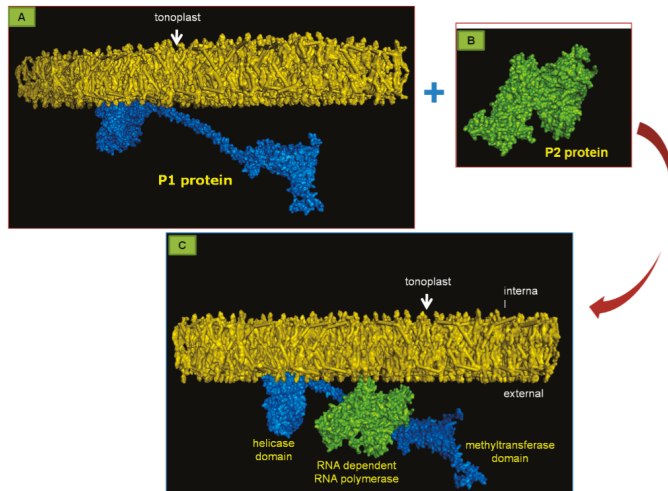 A
tonoplast
P1 protein
+
B
P2 protein
C
tonoplast
interna
l
external
helicase
domain
RNA dependent
RNA polymerase
methyltransferase
domain